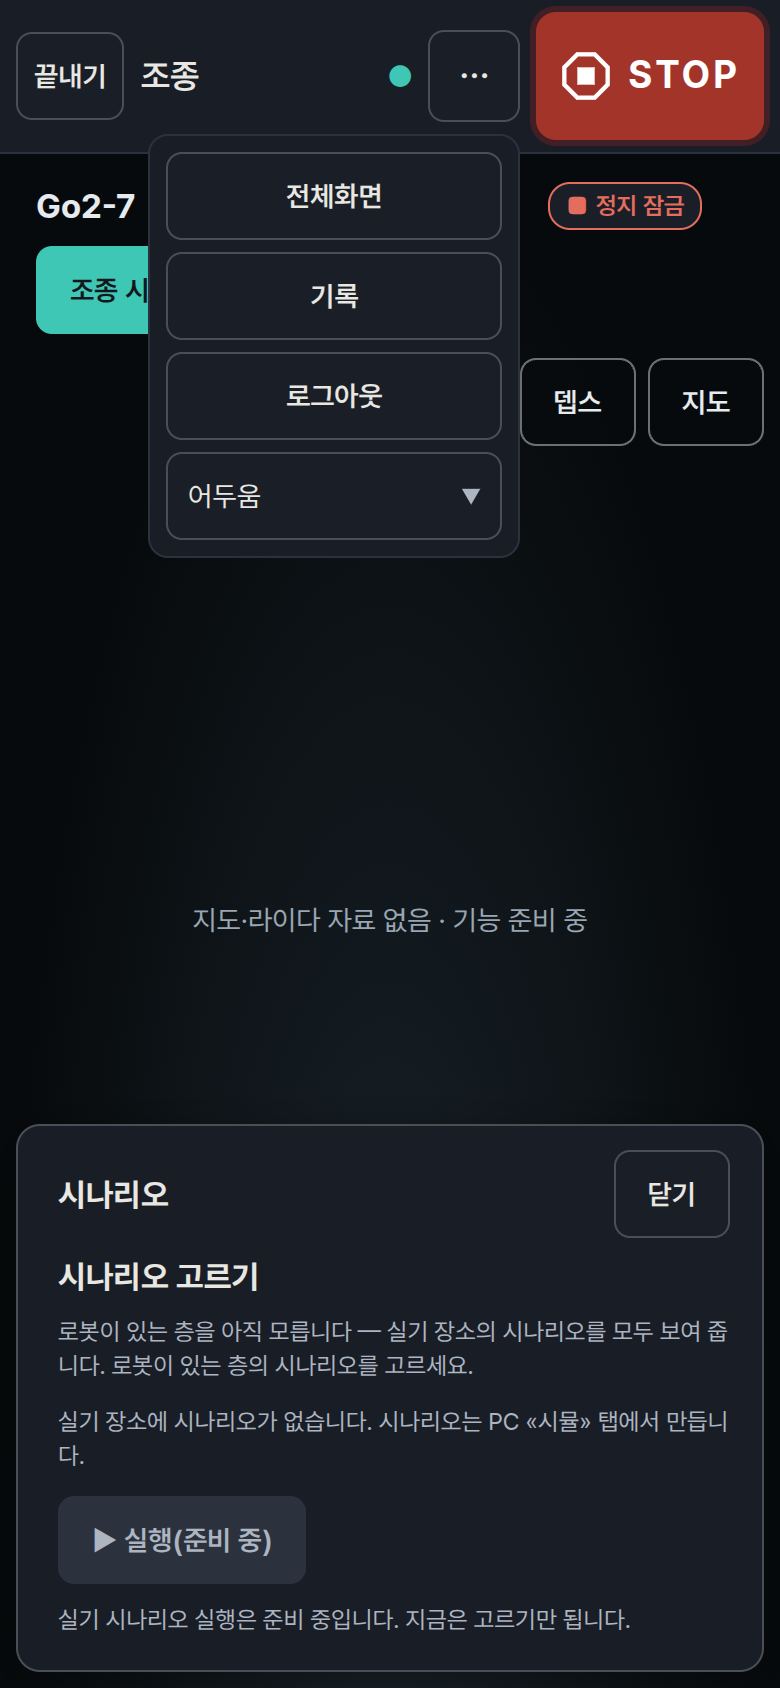 끝내기 조종 ... STOP
전체화면
Go2-7 정지 잠금
조종 시
기록
로그아웃
뎁스 지도
어두움 ▼
지도·라이다 자료 없음 · 기능 준비 중
시나리오 닫기
시나리오 고르기
로봇이 있는 층을 아직 모릅니다 — 실기 장소의 시나리오를 모두 보여 줍
니다. 로봇이 있는 층의 시나리오를 고르세요.
실기 장소에 시나리오가 없습니다. 시나리오는 PC «시뮬» 탭에서 만듭니
다.
▶ 실행(준비 중)
실기 시나리오 실행은 준비 중입니다. 지금은 고르기만 됩니다.